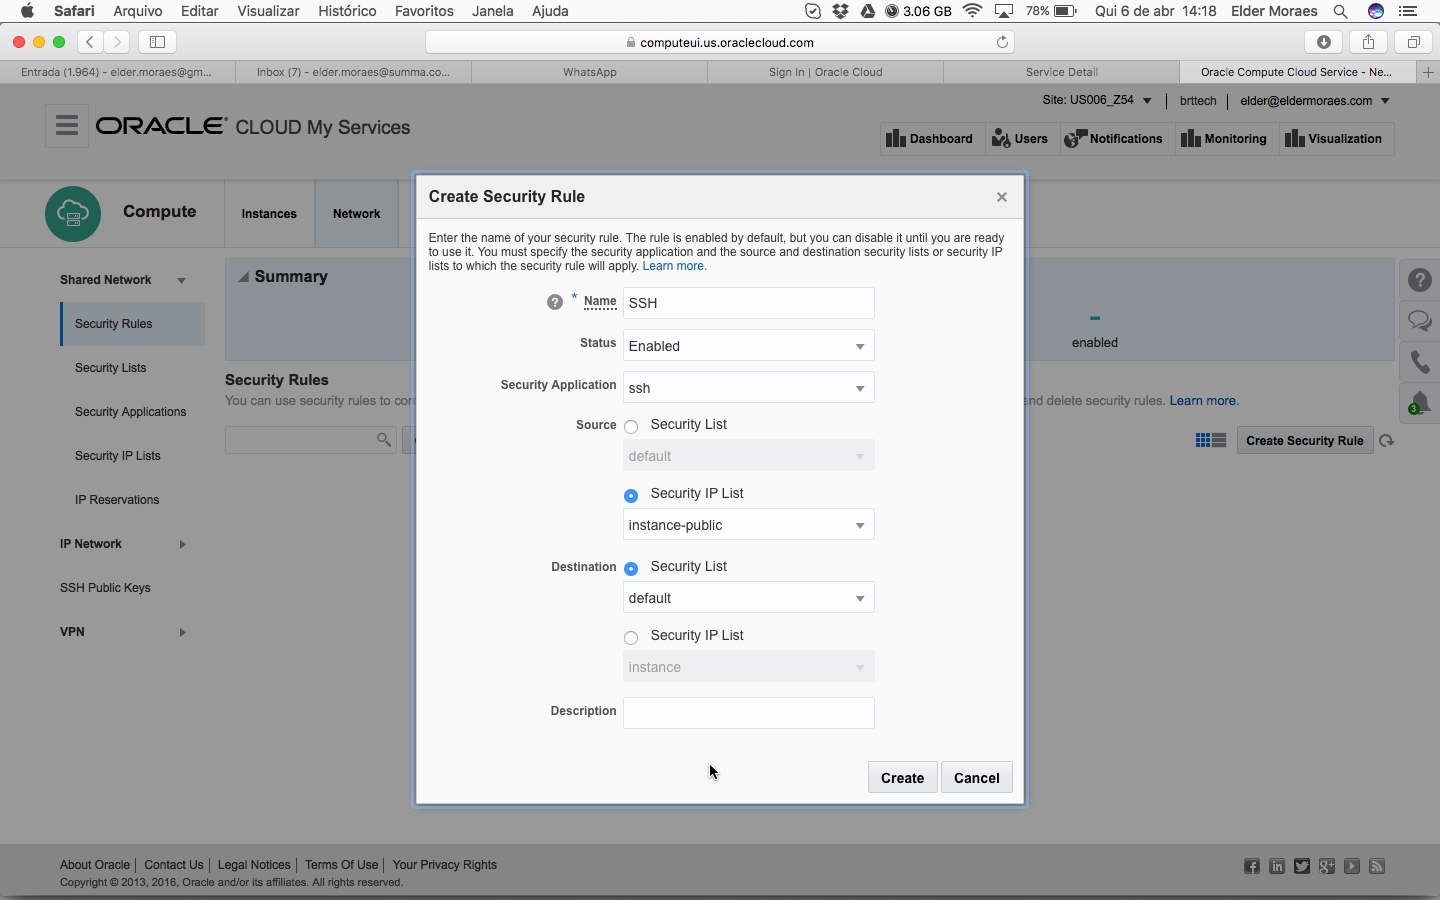 Safari Arquivo Editar Visualizar Histórico Favoritos Janela Ajuda 3.06 GB 78% Qui 6 de abr 14:18 Elder Moraes
computeui.us.oraclecloud.com
Entrada (1.964) - elder.moraes@gm... Inbox (7) - elder.moraes@summa.co... WhatsApp Sign In | Oracle Cloud Service Detail Oracle Compute Cloud Service - Ne...
Site: US006_Z54 brttech elder@eldermoraes.com
ORACLE CLOUD My Services
Dashboard Users Notifications Monitoring Visualization
Compute Instances Network
Shared Network
Security Rules
Security Lists
Security Applications
Security IP Lists
IP Reservations
IP Network
SSH Public Keys
VPN
Summary
enabled
Security Rules
You can use security rules to con
nd delete security rules. Learn more.
Create Security Rule
3
Create Security Rule
Enter the name of your security rule. The rule is enabled by default, but you can disable it until you are ready
to use it. You must specify the security application and the source and destination security lists or security IP
lists to which the security rule will apply. Learn more.
? * Name SSH
Status Enabled
Security Application ssh
Source Security List
default
Security IP List
instance-public
Destination Security List
default
Security IP List
instance
Description
Create Cancel
About Oracle | Contact Us | Legal Notices | Terms Of Use | Your Privacy Rights
Copyright © 2013, 2016, Oracle and/or its affiliates. All rights reserved.